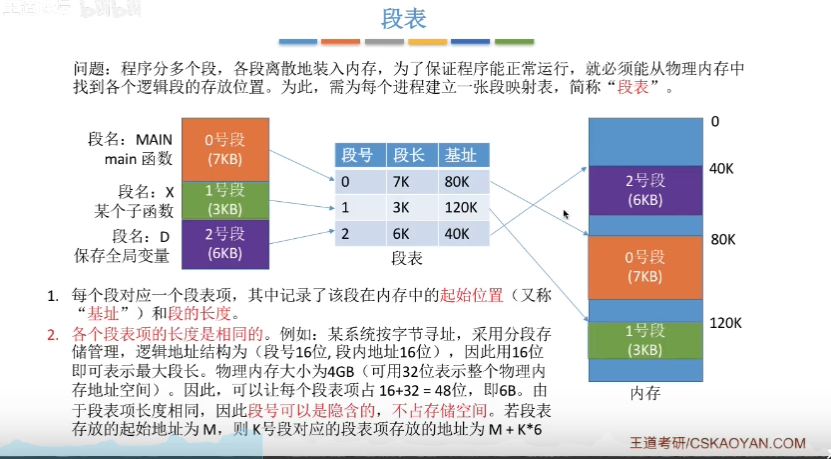 段表
问题：程序分多个段，各段离散地装入内存，为了保证程序能正常运行，就必须能从物理内存中
找到各个逻辑段的存放位置。为此，需为每个进程建立一张段映射表，简称“段表”。
段名：MAIN
main 函数
0号段
(7KB)
段名：X
某个子函数
1号段
(3KB)
段名：D
保存全局变量
2号段
(6KB)
段号 段长 基址
0 7K 80K
1 3K 120K
2 6K 40K
段表
0
40K
2号段
(6KB)
80K
0号段
(7KB)
120K
1号段
(3KB)
内存
1. 每个段对应一个段表项，其中记录了该段在内存中的起始位置（又称
“基址”）和段的长度。
2. 各个段表项的长度是相同的。例如：某系统按字节寻址，采用分段存
储管理，逻辑地址结构为（段号16位, 段内地址16位），因此用16位
即可表示最大段长。物理内存大小为4GB（可用32位表示整个物理内
存地址空间）。因此，可以让每个段表项占 16+32 = 48位，即6B。由
于段表项长度相同，因此段号可以是隐含的，不占存储空间。若段表
存放的起始地址为 M，则 K号段对应的段表项存放的地址为 M + K*6
王道考研/CSKAOYAN.COM